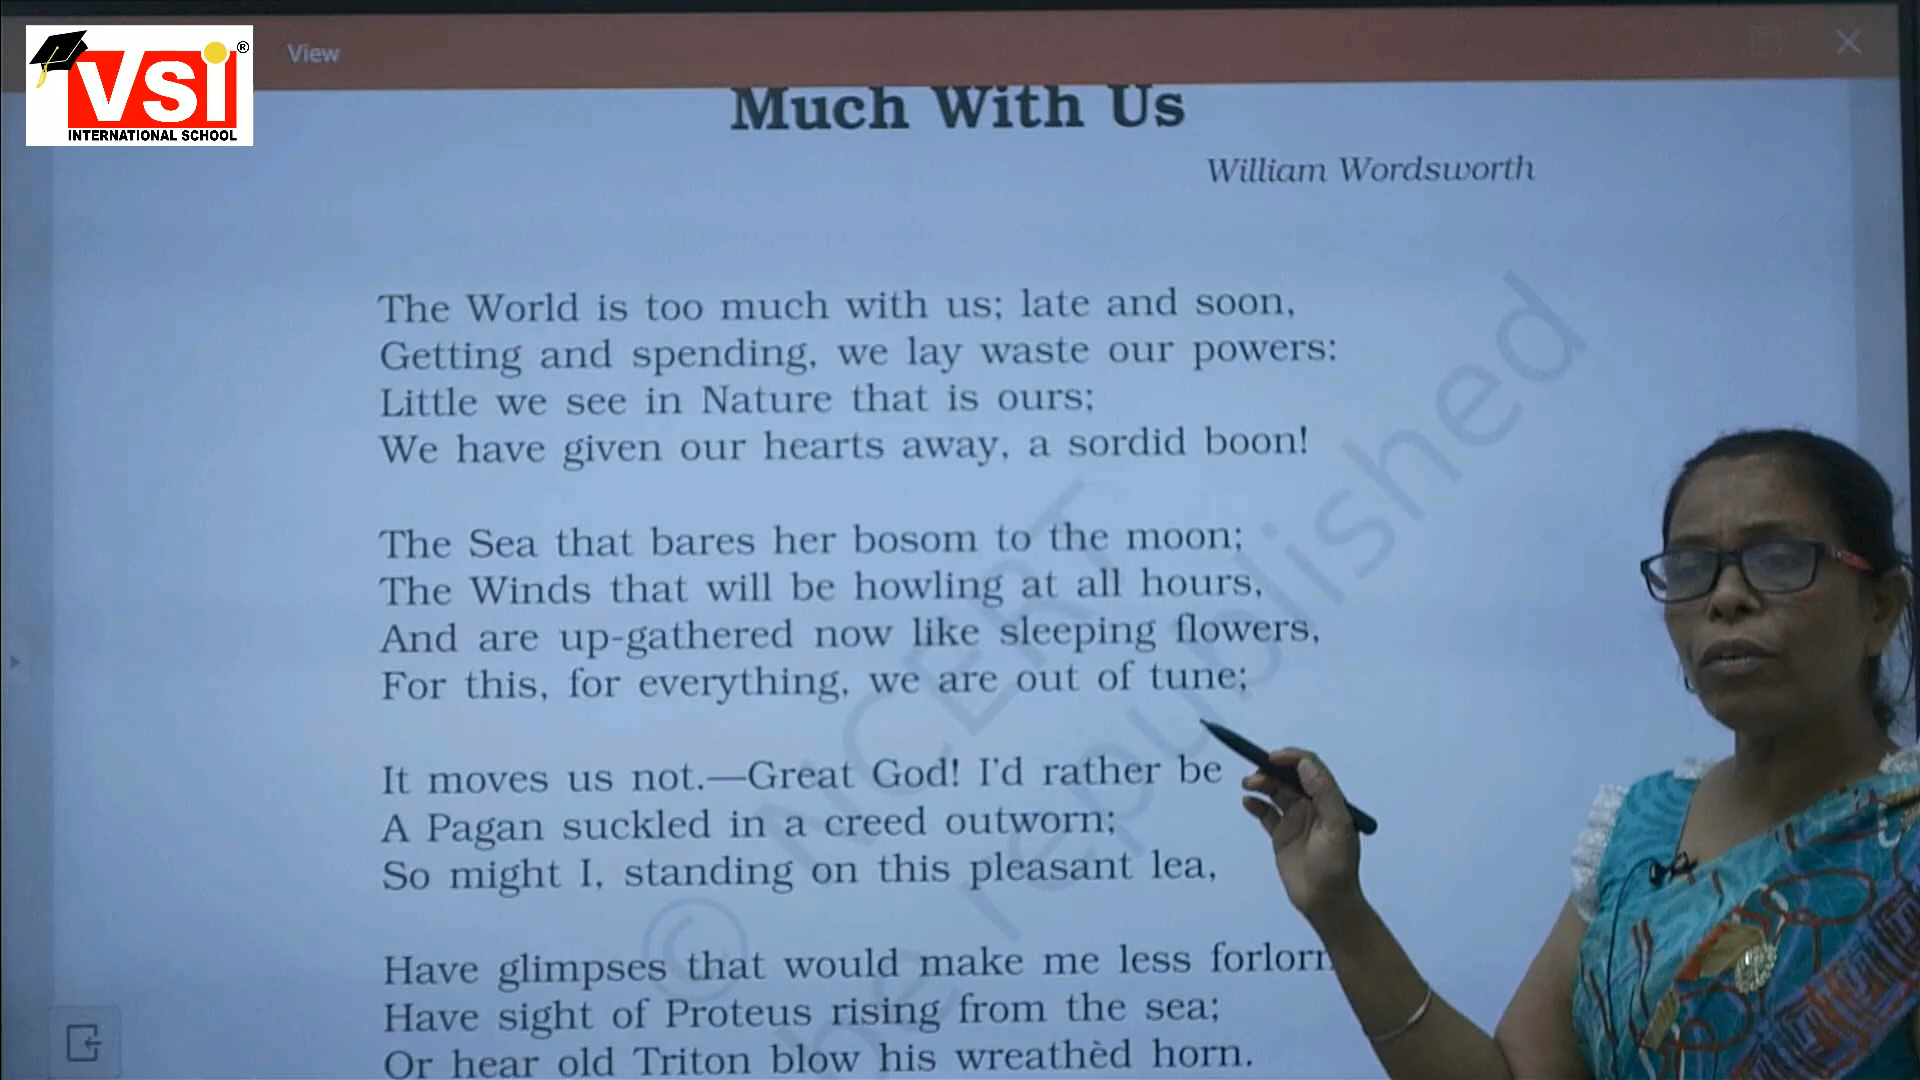 VSI ®
INTERNATIONAL SCHOOL
View
Much With Us
William Wordsworth
The World is too much with us; late and soon,
Getting and spending, we lay waste our powers:
Little we see in Nature that is ours;
We have given our hearts away, a sordid boon!
The Sea that bares her bosom to the moon;
The Winds that will be howling at all hours,
And are up-gathered now like sleeping flowers,
For this, for everything, we are out of tune;
It moves us not.—Great God! I'd rather be
A Pagan suckled in a creed outworn;
So might I, standing on this pleasant lea,
Have glimpses that would make me less forlorn
Have sight of Proteus rising from the sea;
Or hear old Triton blow his wreathèd horn.
© NCERT
be republished